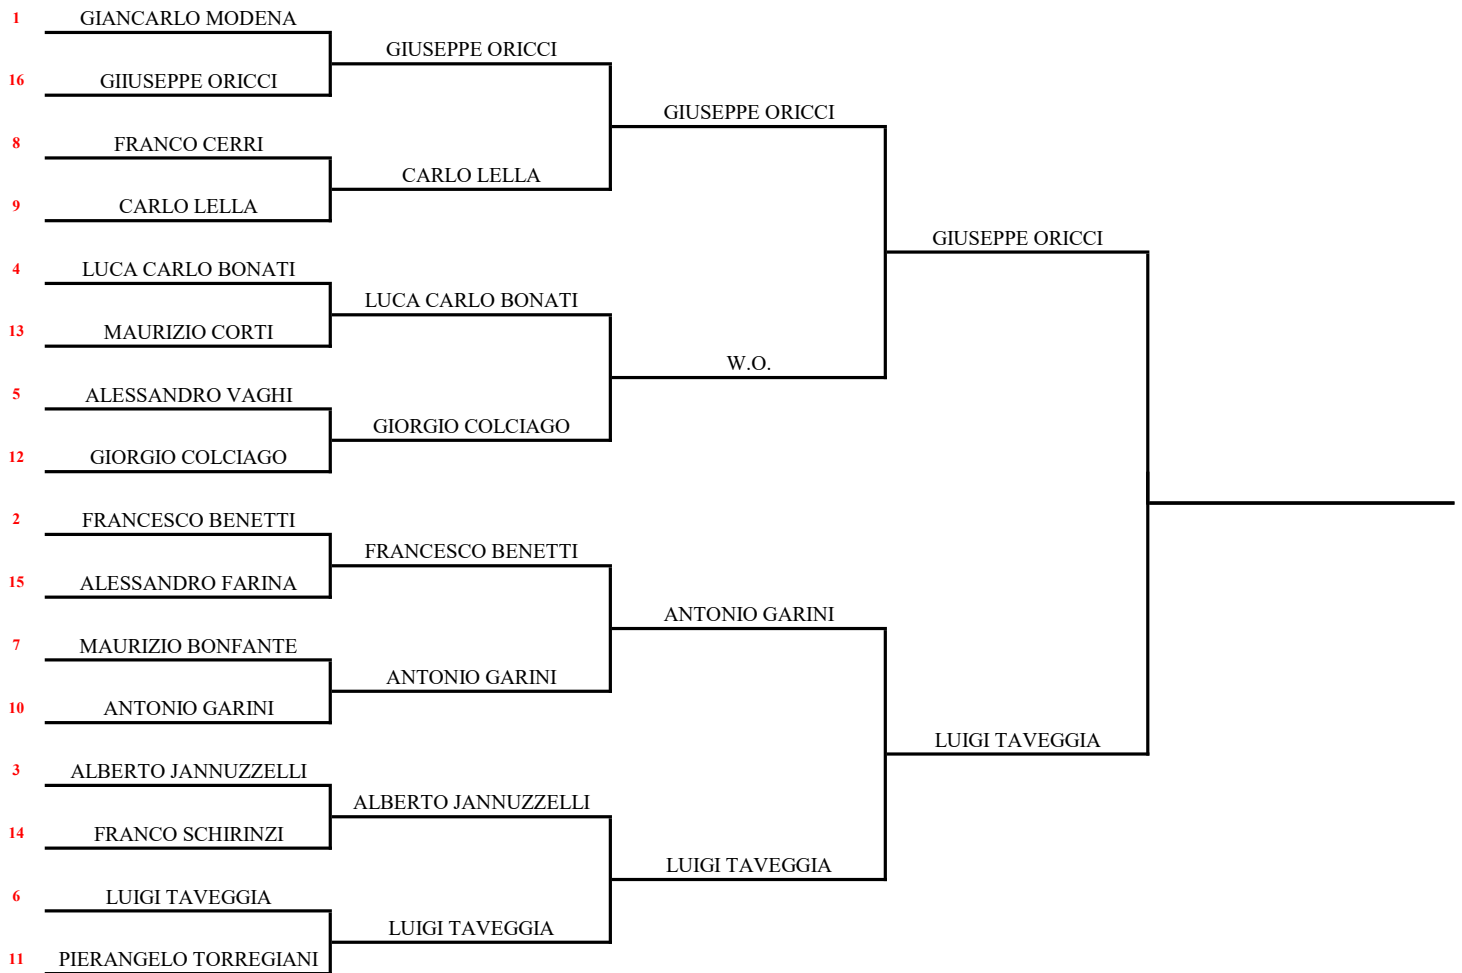 1 GIANCARLO MODENA
GIUSEPPE ORICCI
16 GIIUSEPPE ORICCI
GIUSEPPE ORICCI
8 FRANCO CERRI
CARLO LELLA
9 CARLO LELLA
GIUSEPPE ORICCI
4 LUCA CARLO BONATI
LUCA CARLO BONATI
13 MAURIZIO CORTI
W.O.
5 ALESSANDRO VAGHI
GIORGIO COLCIAGO
12 GIORGIO COLCIAGO
2 FRANCESCO BENETTI
FRANCESCO BENETTI
15 ALESSANDRO FARINA
ANTONIO GARINI
7 MAURIZIO BONFANTE
ANTONIO GARINI
10 ANTONIO GARINI
LUIGI TAVEGGIA
3 ALBERTO JANNUZZELLI
ALBERTO JANNUZZELLI
14 FRANCO SCHIRINZI
LUIGI TAVEGGIA
6 LUIGI TAVEGGIA
LUIGI TAVEGGIA
11 PIERANGELO TORREGIANI